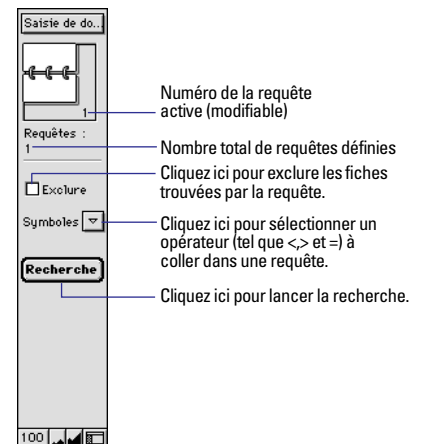 Saisie de do...
1
Numéro de la requête
active (modifiable)
Requêtes :
1
Nombre total de requêtes définies
Cliquez ici pour exclure les fiches
trouvées par la requête.
Exclure
Symboles
Cliquez ici pour sélectionner un
opérateur (tel que <,> et =) à
coller dans une requête.
Recherche
Cliquez ici pour lancer la recherche.
100